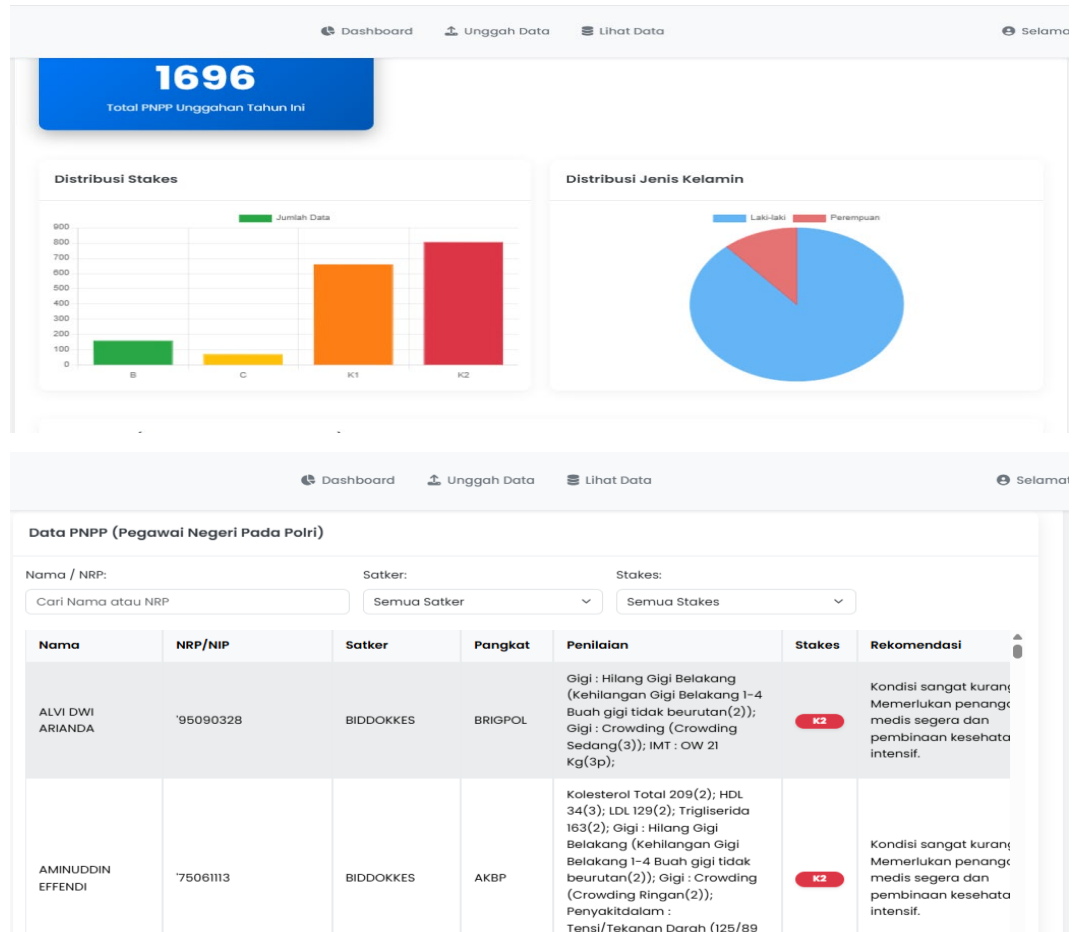 Dashboard Unggah Data Lihat Data Selama
1696
Total PNPP Unggahan Tahun Ini
Distribusi Stakes
Jumlah Data
900
800
700
600
500
400
300
200
100
0
B C K1 K2
Distribusi Jenis Kelamin
Laki-laki Perempuan
Dashboard Unggah Data Lihat Data Selamat
Data PNPP (Pegawai Negeri Pada Polri)
Nama / NRP: Satker: Stakes:
Cari Nama atau NRP Semua Satker Semua Stakes
Nama NRP/NIP Satker Pangkat Penilaian Stakes Rekomendasi
ALVI DWI
ARIANDA
'95090328
BIDDOKKES
BRIGPOL
Gigi : Hilang Gigi Belakang
(Kehilangan Gigi Belakang 1-4
Buah gigi tidak beurutan(2));
Gigi : Crowding (Crowding
Sedang(3)); IMT : OW 21
Kg(3p);
K2
Kondisi sangat kurang
Memerlukan penanga
medis segera dan
pembinaan kesehata
intensif.
AMINUDDIN
EFFENDI
'75061113
BIDDOKKES
AKBP
Kolesterol Total 209(2); HDL
34(3); LDL 129(2); Trigliserida
163(2); Gigi : Hilang Gigi
Belakang (Kehilangan Gigi
Belakang 1-4 Buah gigi tidak
beurutan(2)); Gigi : Crowding
(Crowding Ringan(2));
Penyakitdalam :
Tensi/Tekanan Darah (125/89
K2
Kondisi sangat kurang
Memerlukan penanga
medis segera dan
pembinaan kesehata
intensif.